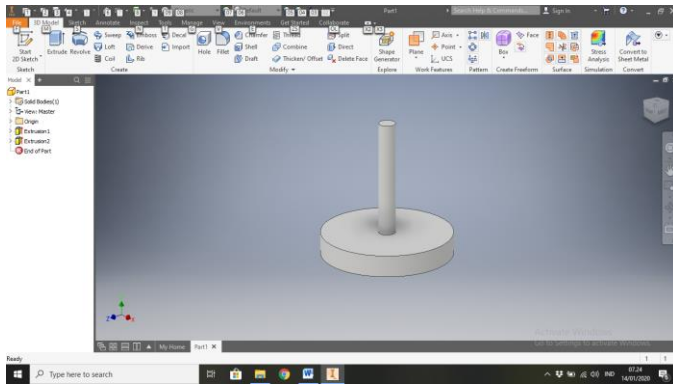 Part1
Search Help & Commands...
Sign In
File
3D Model
Sketch
Annotate
Inspect
Tools
Manage
View
Environments
Get Started
Collaborate
Start
2D Sketch
Extrude
Revolve
Sweep
Emboss
Decal
Loft
Derive
Import
Coil
Rib
Hole
Fillet
Chamfer
Thread
Split
Shell
Combine
Direct
Draft
Thicken/ Offset
Delete Face
Shape
Generator
Plane
Axis
Point
UCS
Box
Face
Stress
Analysis
Convert to
Sheet Metal
Sketch
Create
Modify
Explore
Work Features
Pattern
Create Freeform
Surface
Simulation
Convert
Model
Part1
Solid Bodies(1)
View: Master
Origin
Extrusion1
Extrusion2
End of Part
Activate Windows
Go to Settings to activate Windows.
My Home
Part1
Ready
1 1
Type here to search
IND
07.24
14/01/2020